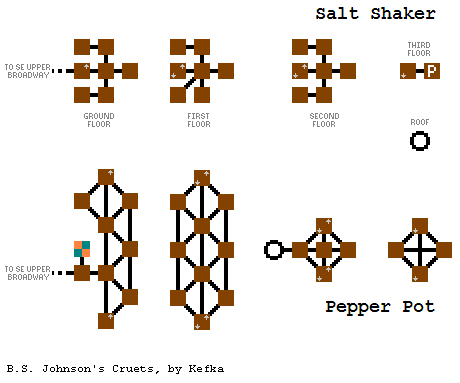 Salt Shaker
THIRD
FLOOR
TO SE UPPER
BROADWAY
P
GROUND
FLOOR
FIRST
FLOOR
SECOND
FLOOR
ROOF
TO SE UPPER
BROADWAY
Pepper Pot
B.S. Johnson's Cruets, by Kefka